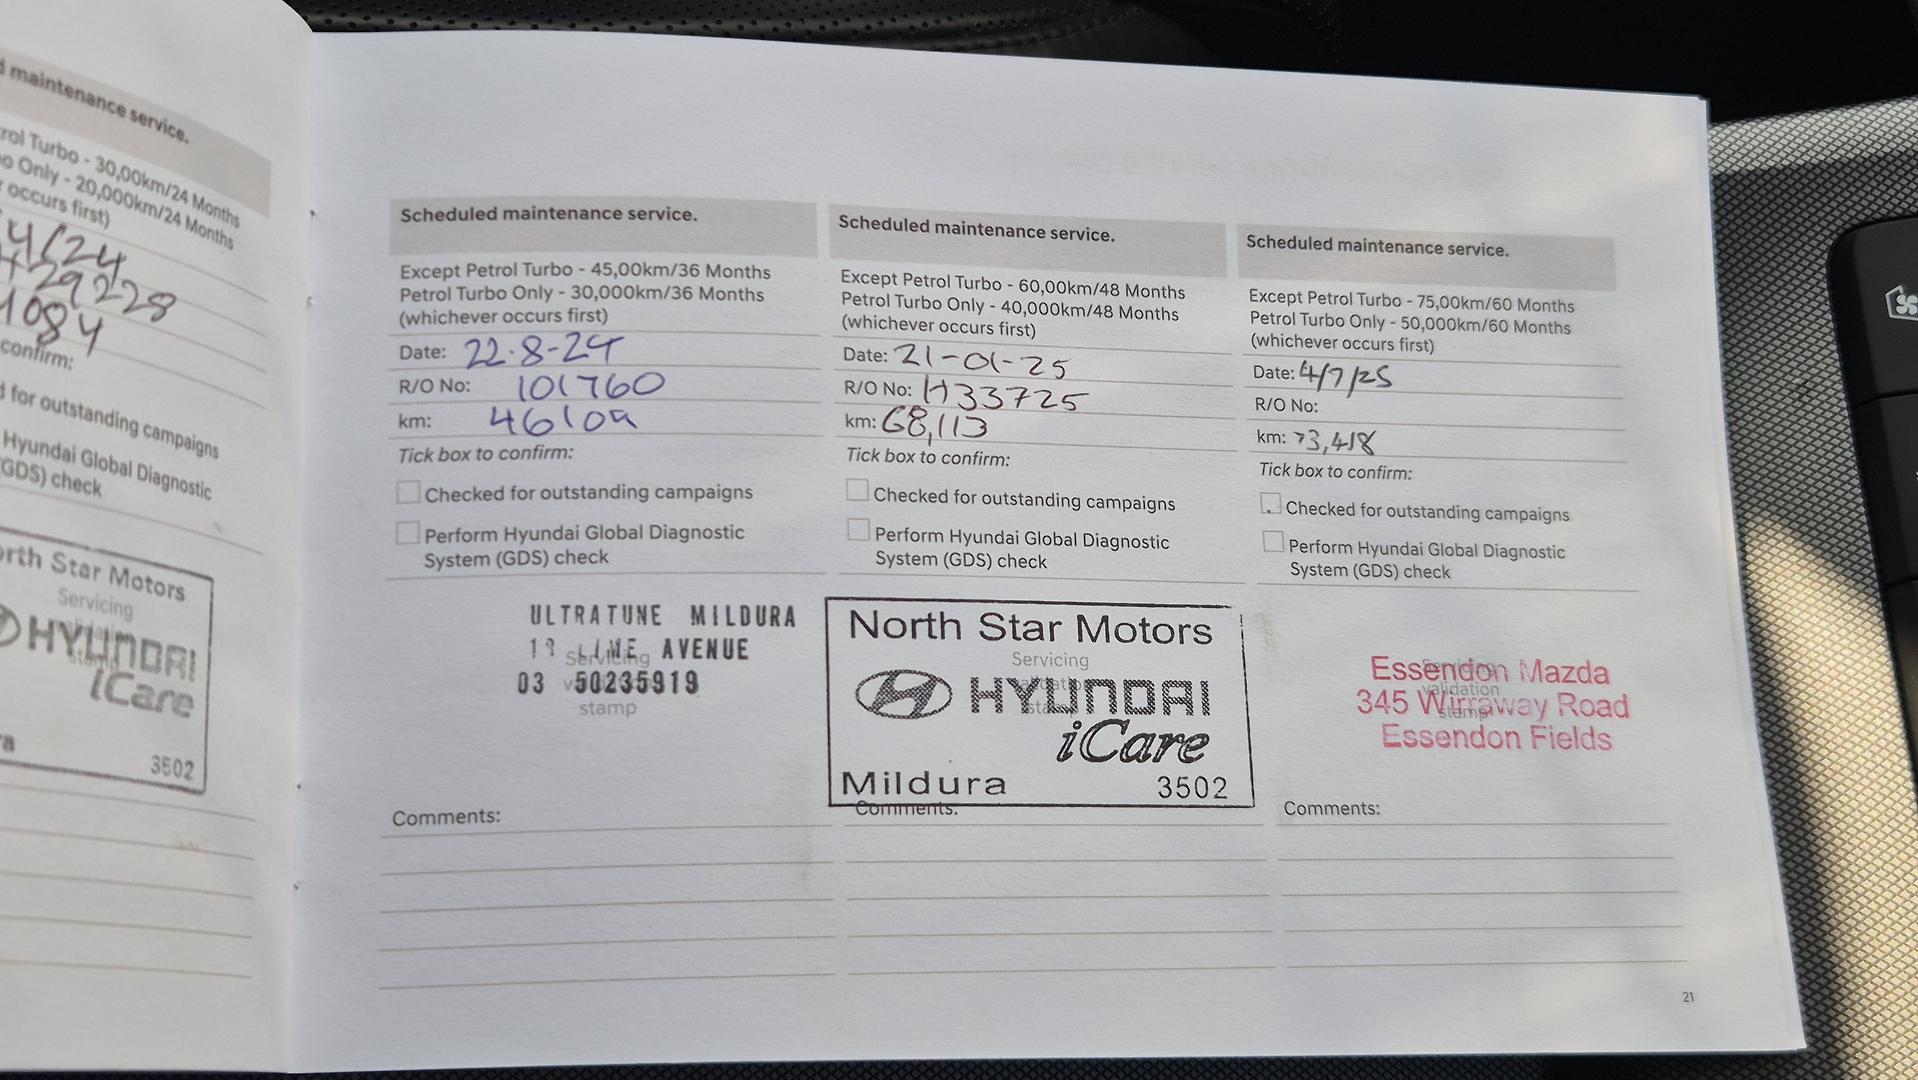 maintenance service.
Turbo - 30,00km/24 Months
Only - 20,000km/24 Months
occurs first)
4/24
29228
1084
confirm:
for outstanding campaigns
Hyundai Global Diagnostic
(GDS) check
Star Motors
Servicing
HYUNDAI
iCare
3502
Scheduled maintenance service.
Except Petrol Turbo - 45,00km/36 Months
Petrol Turbo Only - 30,000km/36 Months
(whichever occurs first)
Date: 22-8-24
R/O No: 101760
km:
Tick box to confirm:
Checked for outstanding campaigns
Perform Hyundai Global Diagnostic
System (GDS) check
ULTRATUNE MILDURA
LIME AVENUE
Servicing
03 50235919
stamp
Comments:
Scheduled maintenance service.
Except Petrol Turbo - 60,00km/48 Months
Petrol Turbo Only - 40,000km/48 Months
(whichever occurs first)
Date: 21-01-25
R/O No: H33725
km: 68,113
Tick box to confirm:
Checked for outstanding campaigns
Perform Hyundai Global Diagnostic
System (GDS) check
North Star Motors
Servicing
HYUNDAI
iCare
Mildura 3502
Comments:
Scheduled maintenance service.
Except Petrol Turbo - 75,00km/60 Months
Petrol Turbo Only - 50,000km/60 Months
(whichever occurs first)
Date: 4/7/25
R/O No:
km: 73,418
Tick box to confirm:
Checked for outstanding campaigns
Perform Hyundai Global Diagnostic
System (GDS) check
Essendon Mazda
validation
345 Wirraway Road
stamp
Essendon Fields
Comments:
21